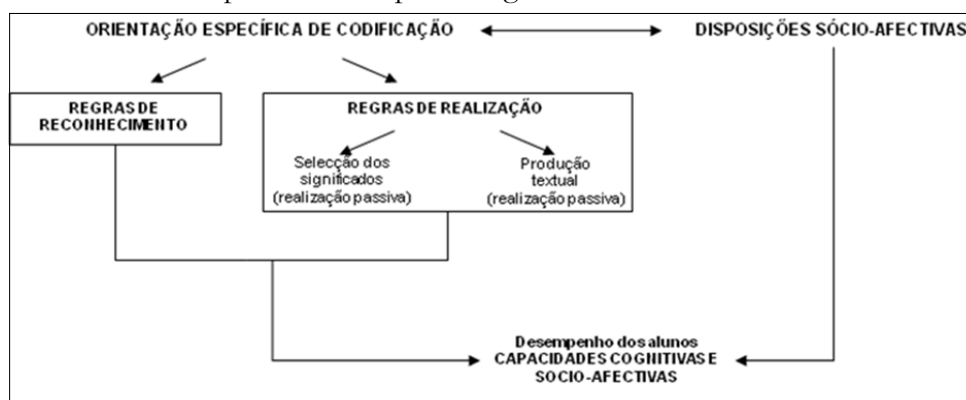 ORIENTAÇÃO ESPECÍFICA DE CODIFICAÇÃO
DISPOSIÇÕES SÓCIO-AFECTIVAS
REGRAS DE
RECONHECIMENTO
REGRAS DE REALIZAÇÃO
Selecção dos
significados
(realização passiva)
Produção
textual
(realização passiva)
Desempenho dos alunos
CAPACIDADES COGNITIVAS E
SOCIO-AFECTIVAS